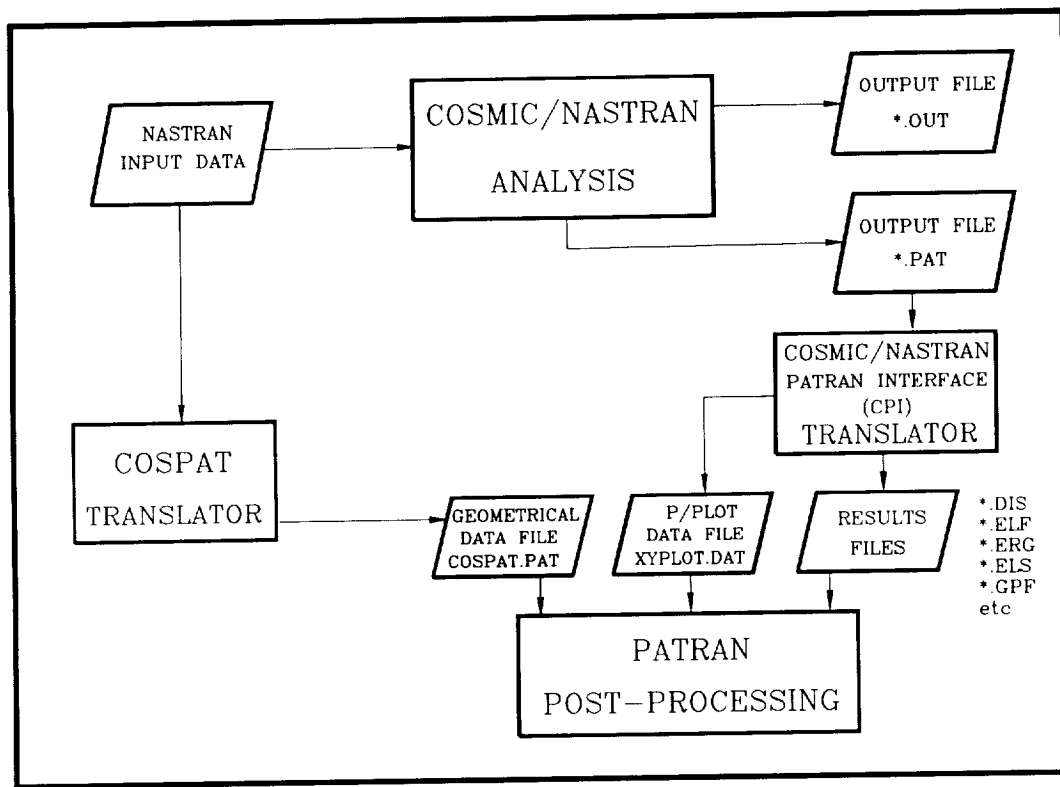 NASTRAN
INPUT DATA
COSMIC/NASTRAN
ANALYSIS
OUTPUT FILE
*.OUT
OUTPUT FILE
*.PAT
COSMIC/NASTRAN
PATRAN INTERFACE
(CPI)
TRANSLATOR
COSPAT
TRANSLATOR
GEOMETRICAL
DATA FILE
COSPAT.PAT
P/PLOT
DATA FILE
XYPLOT.DAT
RESULTS
FILES
*.DIS
*.ELF
*.ERG
*.ELS
*.GPF
etc
PATRAN
POST-PROCESSING